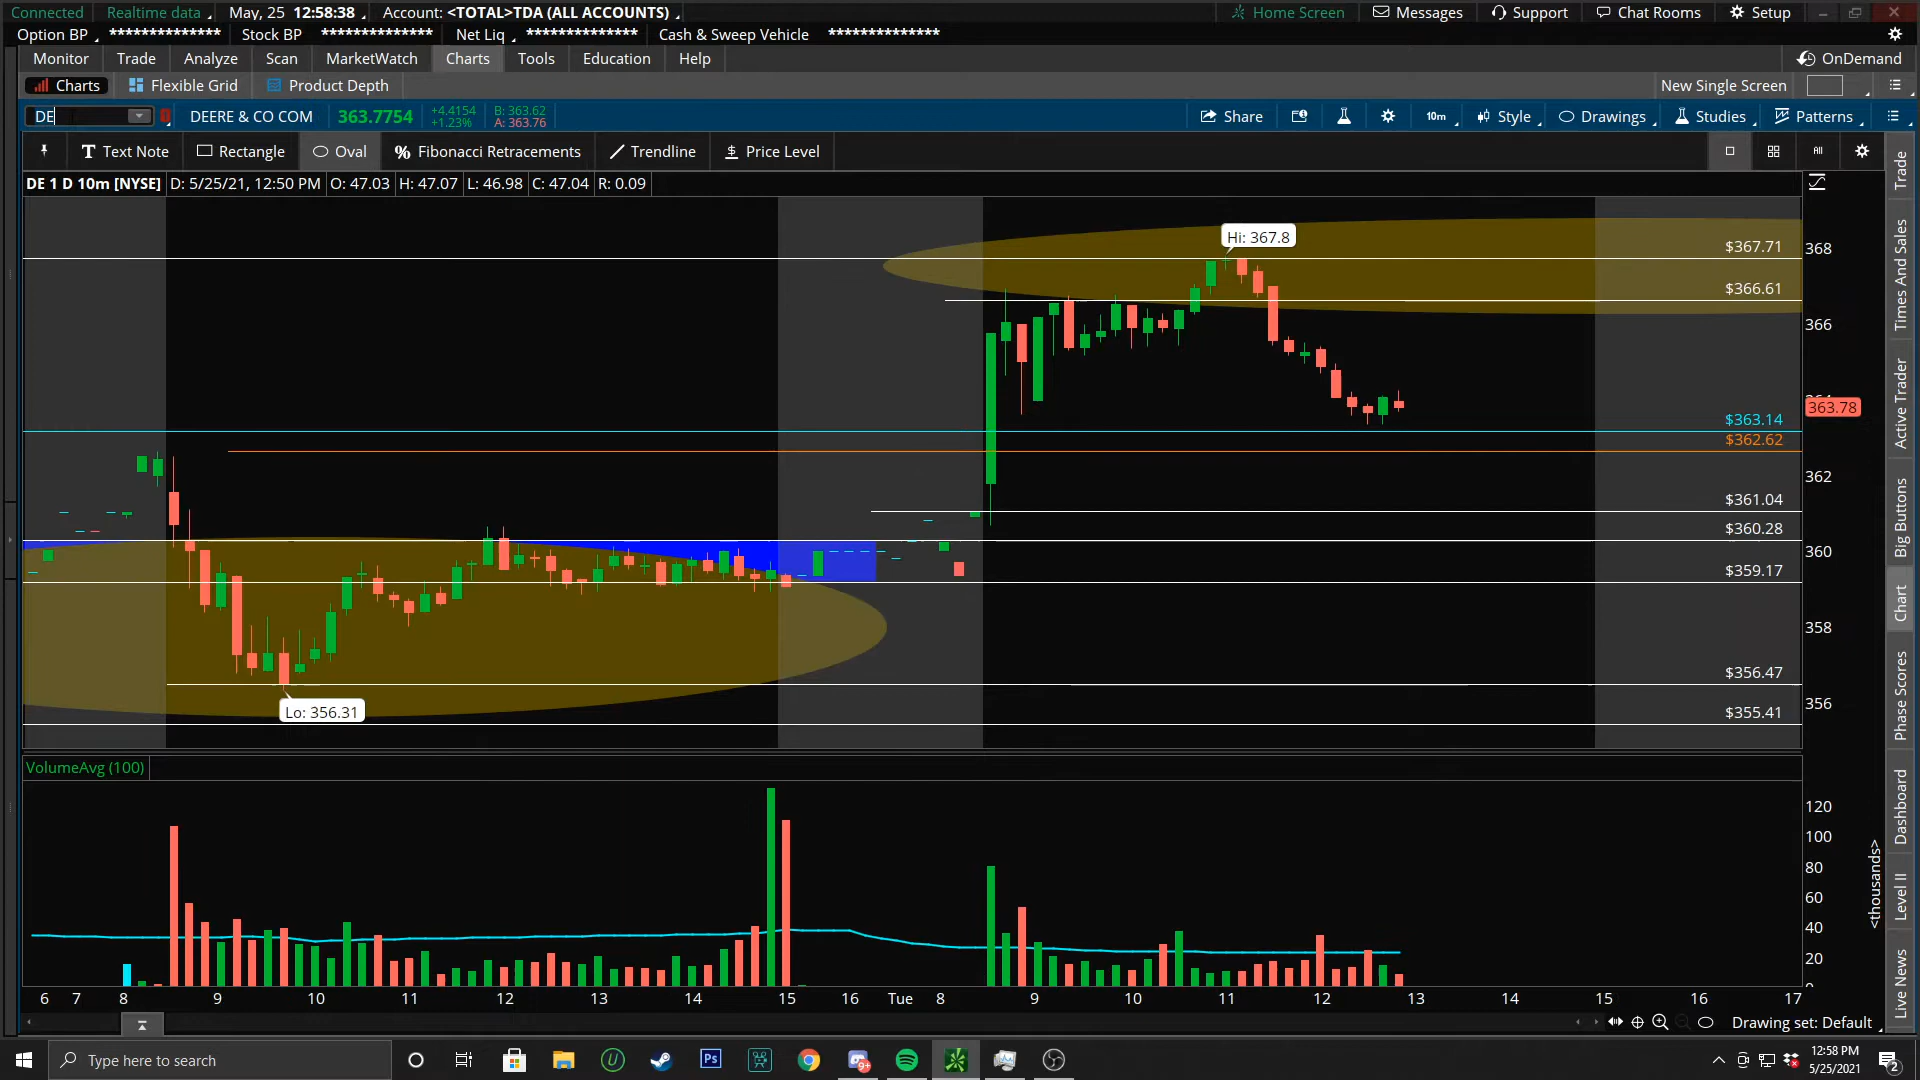 Connected Realtime data May, 25 12:58:38 Account: <TOTAL>TDA (ALL ACCOUNTS) Home Screen Messages Support Chat Rooms Setup
Option BP ************** Stock BP ************** Net Liq ************** Cash & Sweep Vehicle **************
Monitor Trade Analyze Scan MarketWatch Charts Tools Education Help OnDemand
Charts Flexible Grid Product Depth New Single Screen
DE DEERE & CO COM 363.7754 +4.4154 +1.23% B: 363.62 A: 363.76 Share 10m Style Drawings Studies Patterns
T Text Note Rectangle Oval % Fibonacci Retracements Trendline $ Price Level All
DE 1 D 10m [NYSE] D: 5/25/21, 12:50 PM O: 47.03 H: 47.07 L: 46.98 C: 47.04 R: 0.09
Hi: 367.8
$367.71
368
$366.61
366
363.78
$363.14
$362.62
362
$361.04
$360.28
360
$359.17
358
$356.47
356
Lo: 356.31
$355.41
VolumeAvg (100)
120
100
80
60
40
20
<thousands>
6 7 8 9 10 11 12 13 14 15 16 Tue 8 9 10 11 12 13 14 15 16 17
Drawing set: Default
Trade
Times And Sales
Active Trader
Big Buttons
Chart
Phase Scores
Dashboard
Level II
Live News
Type here to search
Ps
9+
12:58 PM
5/25/2021
2